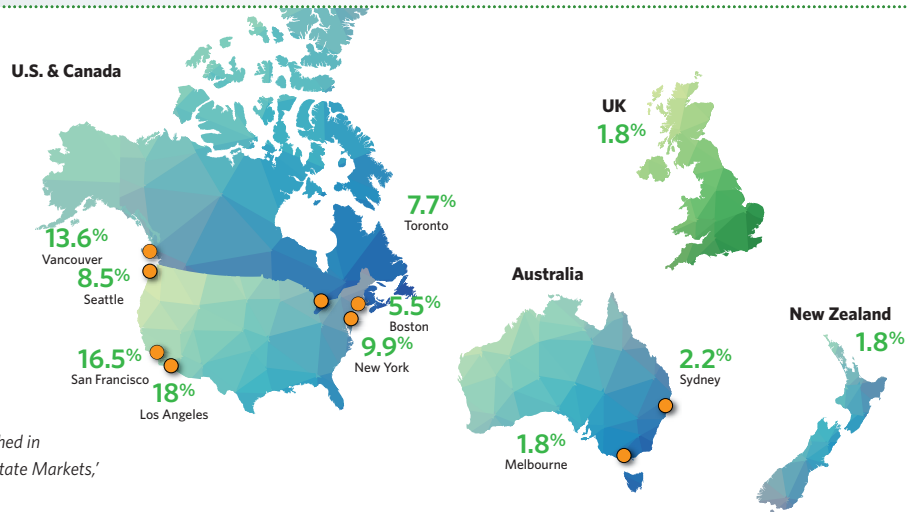 U.S. & Canada
13.6%
Vancouver
8.5%
Seattle
16.5%
San Francisco
18%
Los Angeles
7.7%
Toronto
5.5%
Boston
9.9%
New York
UK
1.8%
Australia
2.2%
Sydney
1.8%
Melbourne
New Zealand
1.8%
hed in
tate Markets,’